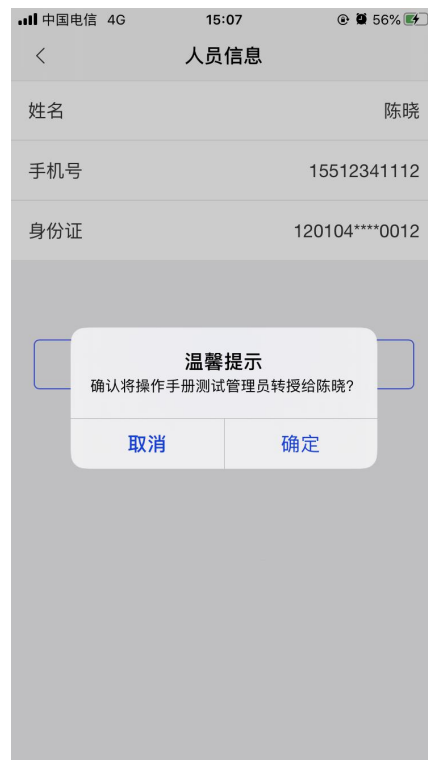 中国电信 4G 15:07 56%
人员信息
姓名 陈晓
手机号 15512341112
身份证 120104****0012
温馨提示
确认将操作手册测试管理员转授给陈晓?
取消 确定